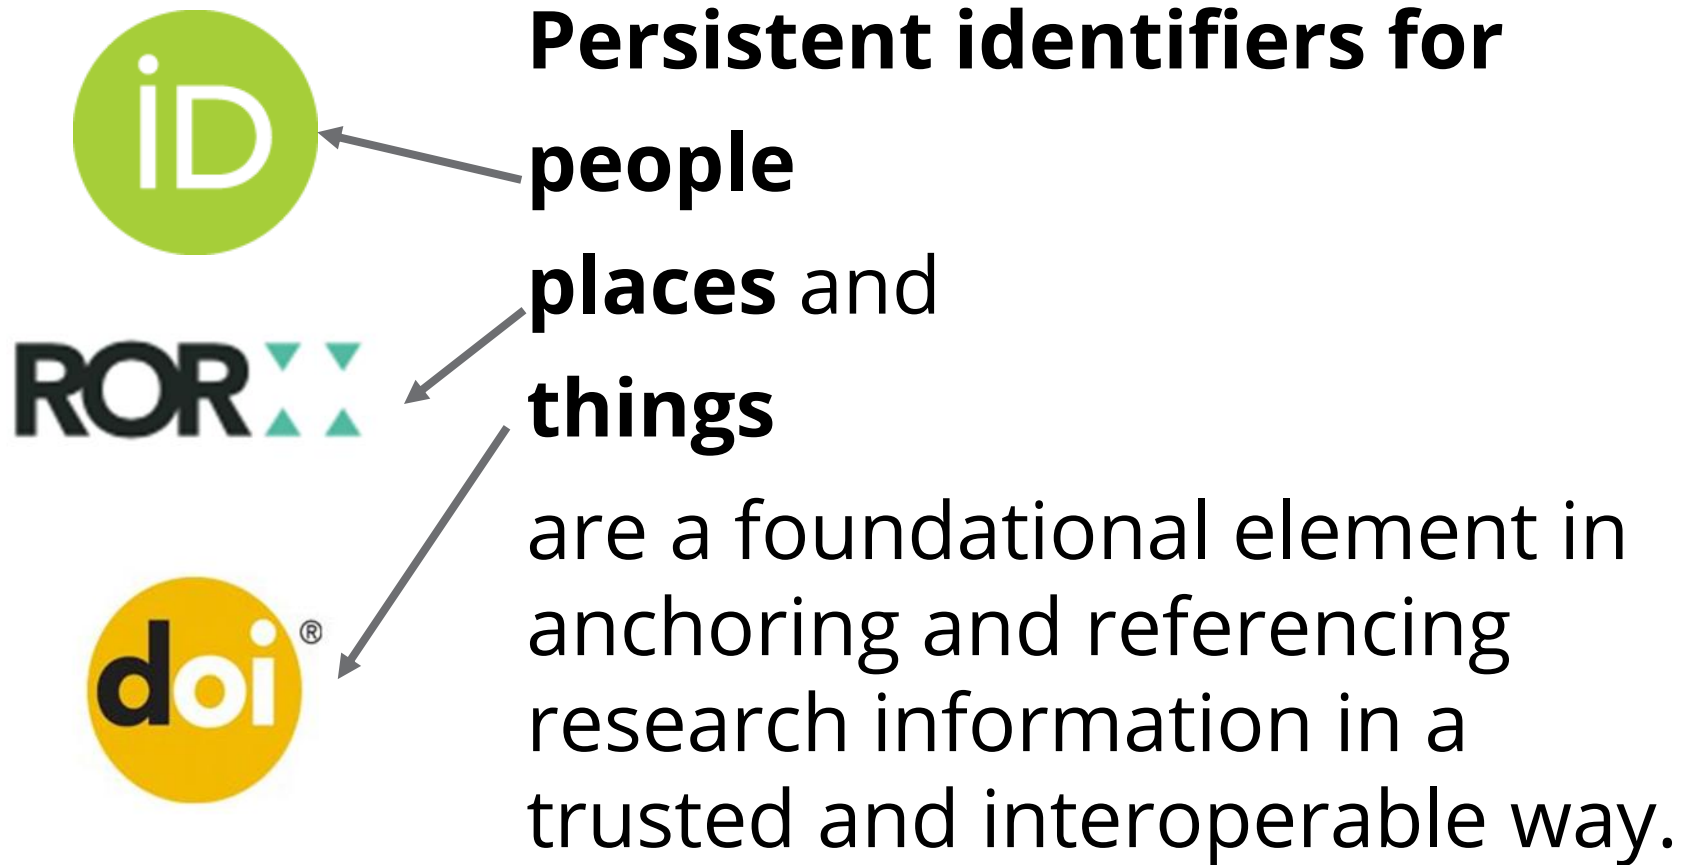 iD
Persistent identifiers for
people
places and
ROR
things
are a foundational element in
anchoring and referencing
doi®
research information in a
trusted and interoperable way.